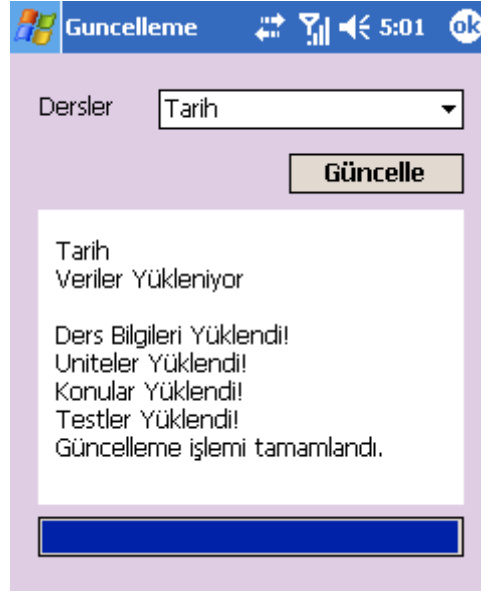 Guncelleme 5:01 ok
Dersler Tarih
Güncelle
Tarih
Veriler Yükleniyor
Ders Bilgileri Yüklendi!
Uniteler Yüklendi!
Konular Yüklendi!
Testler Yüklendi!
Güncelleme işlemi tamamlandı.